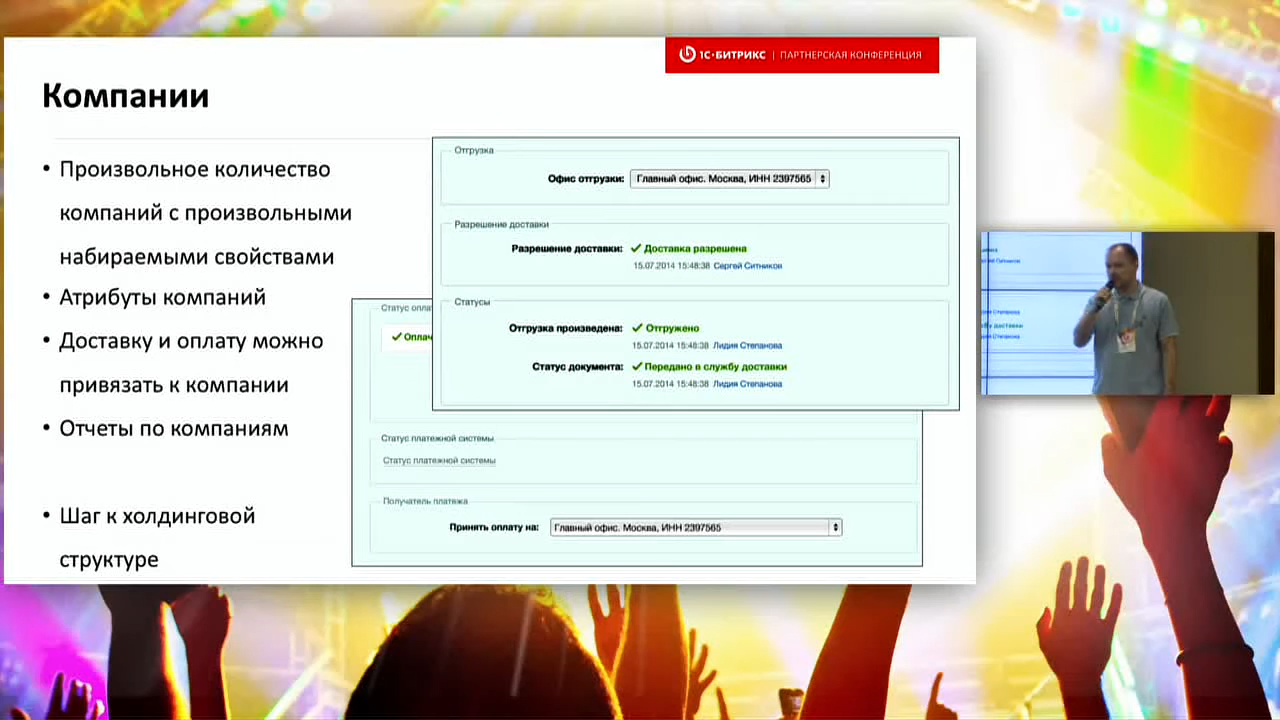 1С·БИТРИКС | ПАРТНЕРСКАЯ КОНФЕРЕНЦИЯ
Компании
• Произвольное количество
компаний с произвольными
набираемыми свойствами
• Атрибуты компаний
• Доставку и оплату можно
привязать к компании
• Отчеты по компаниям
• Шаг к холдинговой
структуре
Отгрузка
Офис отгрузки: Главный офис. Москва, ИНН 2397565
Разрешение доставки
Разрешение доставки: Доставка разрешена
15.07.2014 15:48:38 Сергей Ситников
Статусы
Отгрузка произведена: Отгружено
15.07.2014 15:48:38 Лидия Степанова
Статус документа: Передано в службу доставки
15.07.2014 15:48:38 Лидия Степанова
Статус оплат
Оплач
Статус платежной системы
Статус платежной системы
Получатель платежа
Принять оплату на: Главный офис. Москва, ИНН 2397565